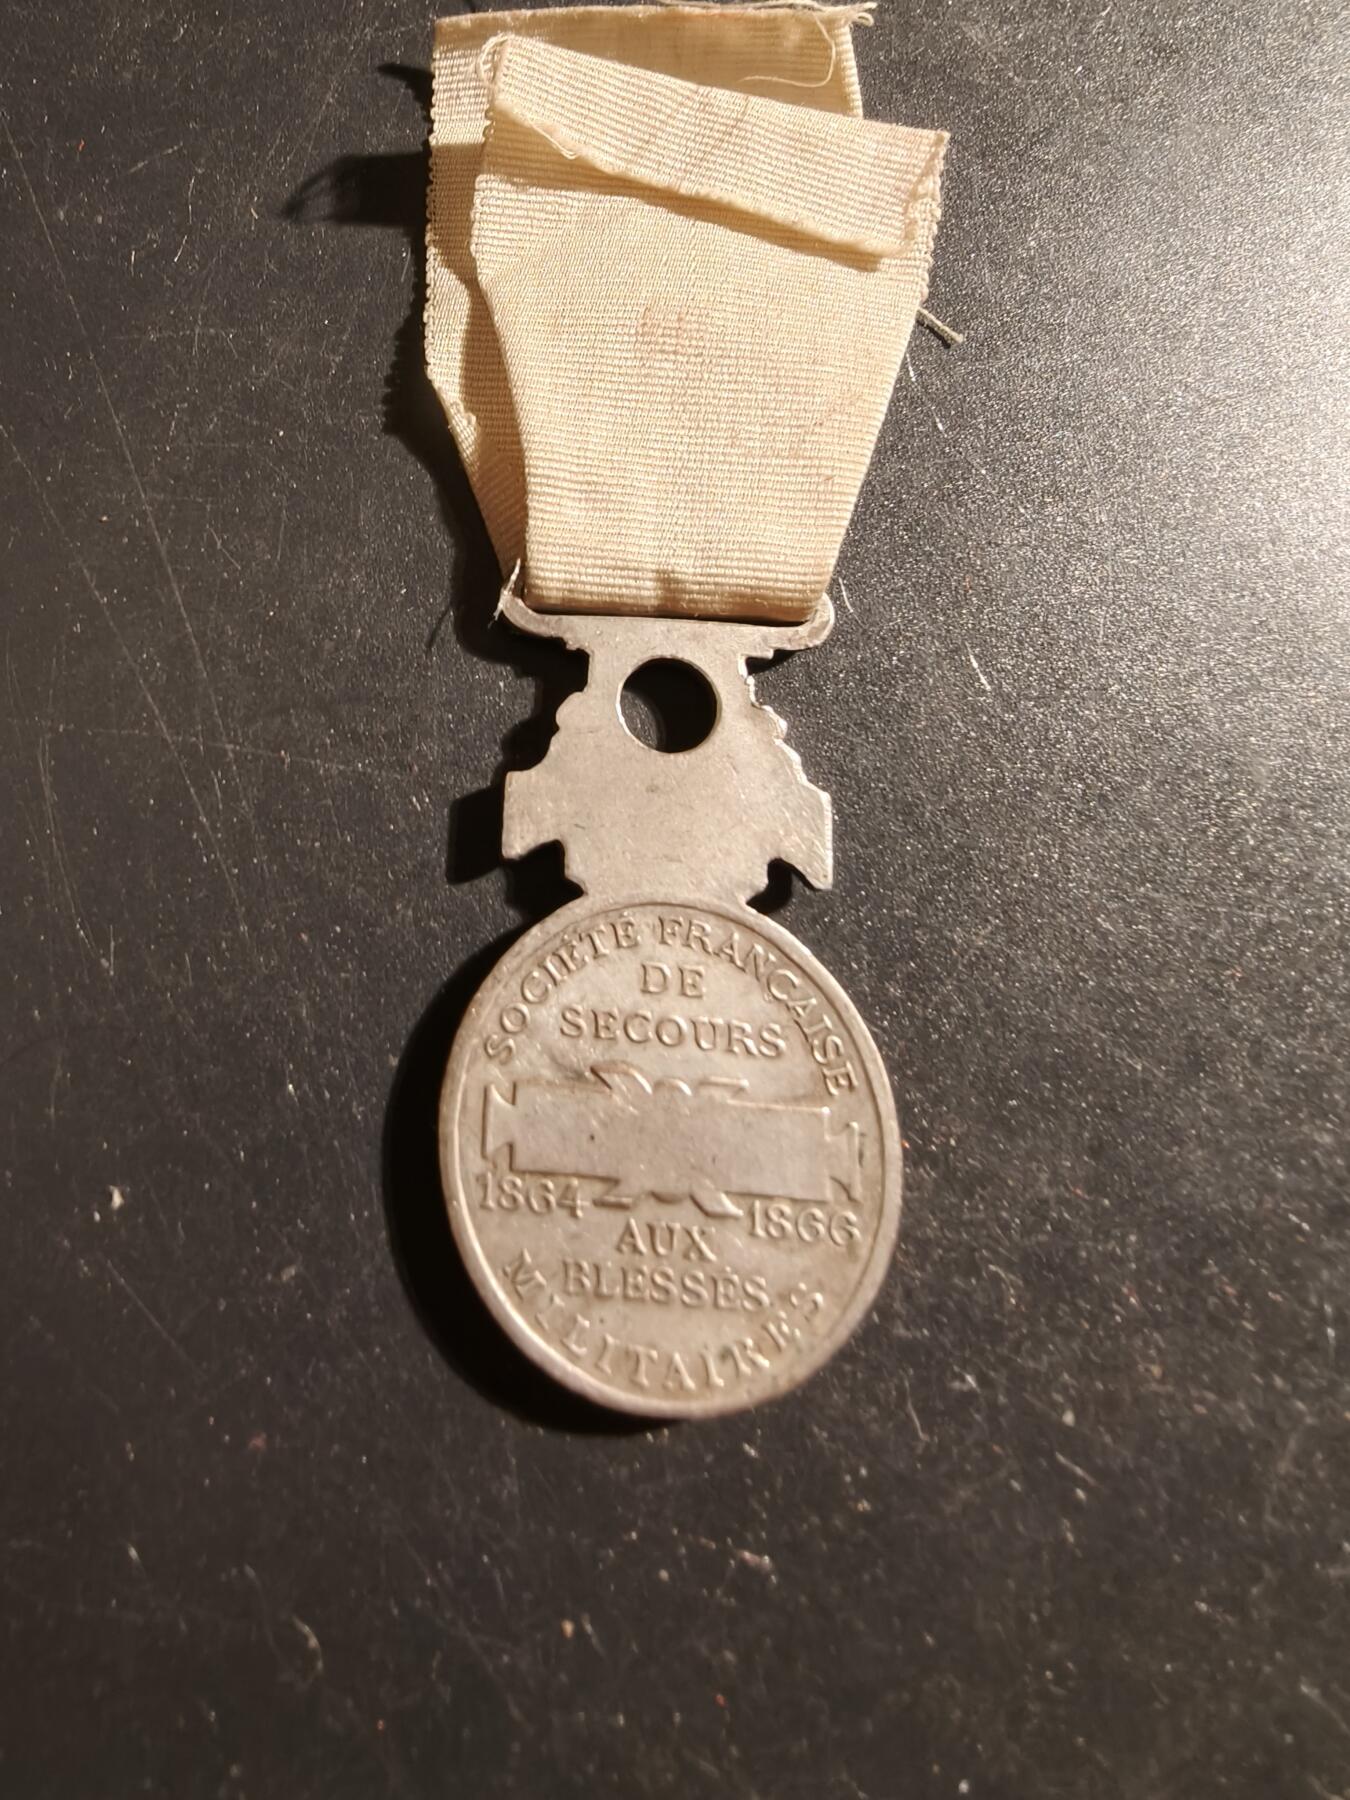 SOCIÉTÉ FRANÇAISE
DE
SECOURS
1864 1866
AUX
BLESSÉS
MILITAIRES